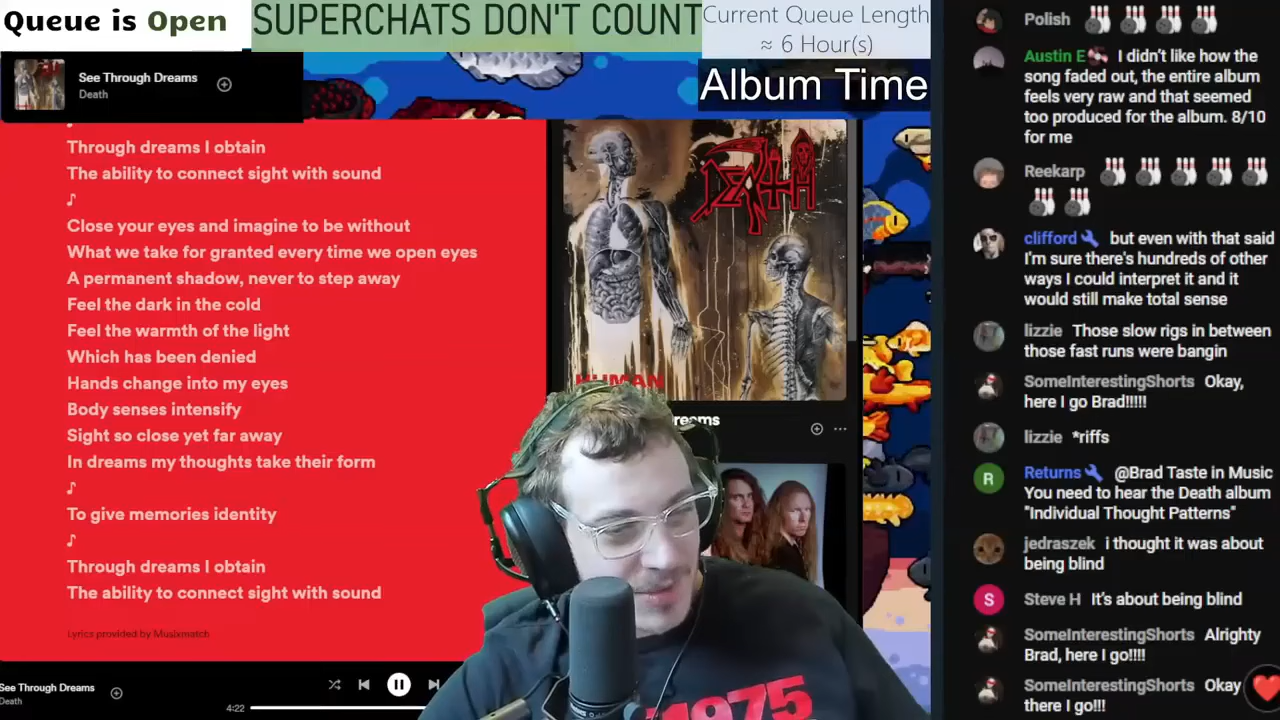 Queue is Open
SUPERCHATS DON'T COUNT
Current Queue Length
≈ 6 Hour(s)
Album Time
See Through Dreams
Death
Through dreams I obtain
The ability to connect sight with sound
♪
Close your eyes and imagine to be without
What we take for granted every time we open eyes
A permanent shadow, never to step away
Feel the dark in the cold
Feel the warmth of the light
Which has been denied
Hands change into my eyes
Body senses intensify
Sight so close yet far away
In dreams my thoughts take their form
♪
To give memories identity
♪
Through dreams I obtain
The ability to connect sight with sound
Lyrics provided by Musixmatch
DEATH
HUMAN
reams
See Through Dreams
Death
4:22
1975
Polish
Austin E I didn't like how the
song faded out, the entire album
feels very raw and that seemed
too produced for the album. 8/10
for me
Reekarp
clifford but even with that said
I'm sure there's hundreds of other
ways I could interpret it and it
would still make total sense
lizzie Those slow rigs in between
those fast runs were bangin
SomeInterestingShorts Okay,
here I go Brad!!!!!
lizzie *riffs
R
Returns @Brad Taste in Music
You need to hear the Death album
"Individual Thought Patterns"
jedraszek i thought it was about
being blind
S
Steve H It's about being blind
SomeInterestingShorts Alrighty
Brad, here I go!!!!
SomeInterestingShorts Okay
there I go!!!